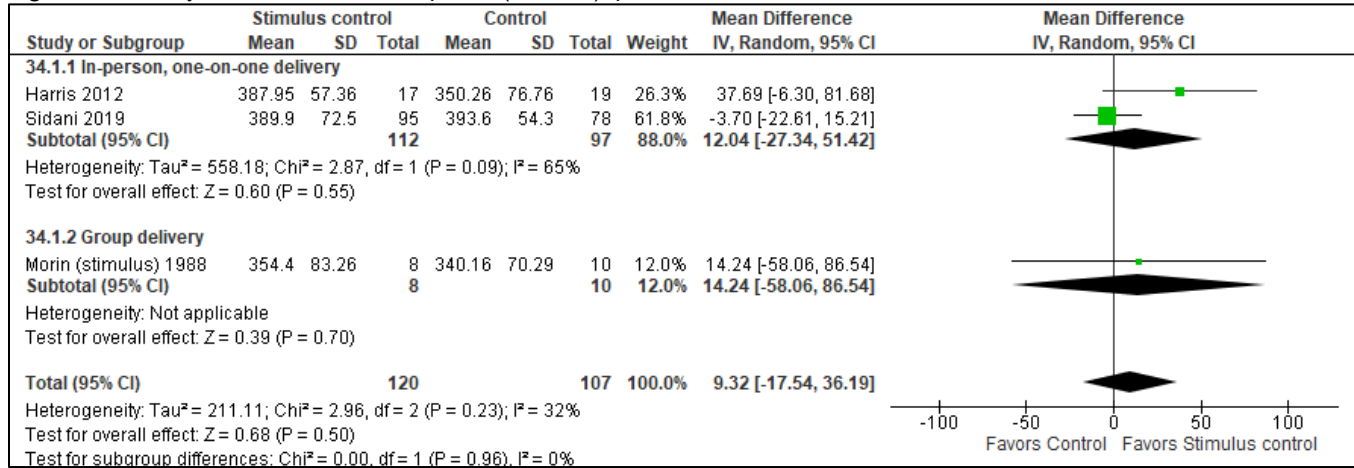 Stimulus control Control Mean Difference Mean Difference
Study or Subgroup Mean SD Total Mean SD Total Weight IV, Random, 95% CI IV, Random, 95% CI
34.1.1 In-person, one-on-one delivery
Harris 2012 387.95 57.36 17 350.26 76.76 19 26.3% 37.69 [-6.30, 81.68]
Sidani 2019 389.9 72.5 95 393.6 54.3 78 61.8% -3.70 [-22.61, 15.21]
Subtotal (95% CI) 112 97 88.0% 12.04 [-27.34, 51.42]
Heterogeneity: Tau² = 558.18; Chi² = 2.87, df = 1 (P = 0.09); I² = 65%
Test for overall effect: Z = 0.60 (P = 0.55)
34.1.2 Group delivery
Morin (stimulus) 1988 354.4 83.26 8 340.16 70.29 10 12.0% 14.24 [-58.06, 86.54]
Subtotal (95% CI) 8 10 12.0% 14.24 [-58.06, 86.54]
Heterogeneity: Not applicable
Test for overall effect: Z = 0.39 (P = 0.70)
Total (95% CI) 120 107 100.0% 9.32 [-17.54, 36.19]
Heterogeneity: Tau² = 211.11; Chi² = 2.96, df = 2 (P = 0.23); I² = 32%
Test for overall effect: Z = 0.68 (P = 0.50)
Test for subgroup differences: Chi² = 0.00, df = 1 (P = 0.96), I² = 0%
-100 -50 0 50 100
Favors Control Favors Stimulus control